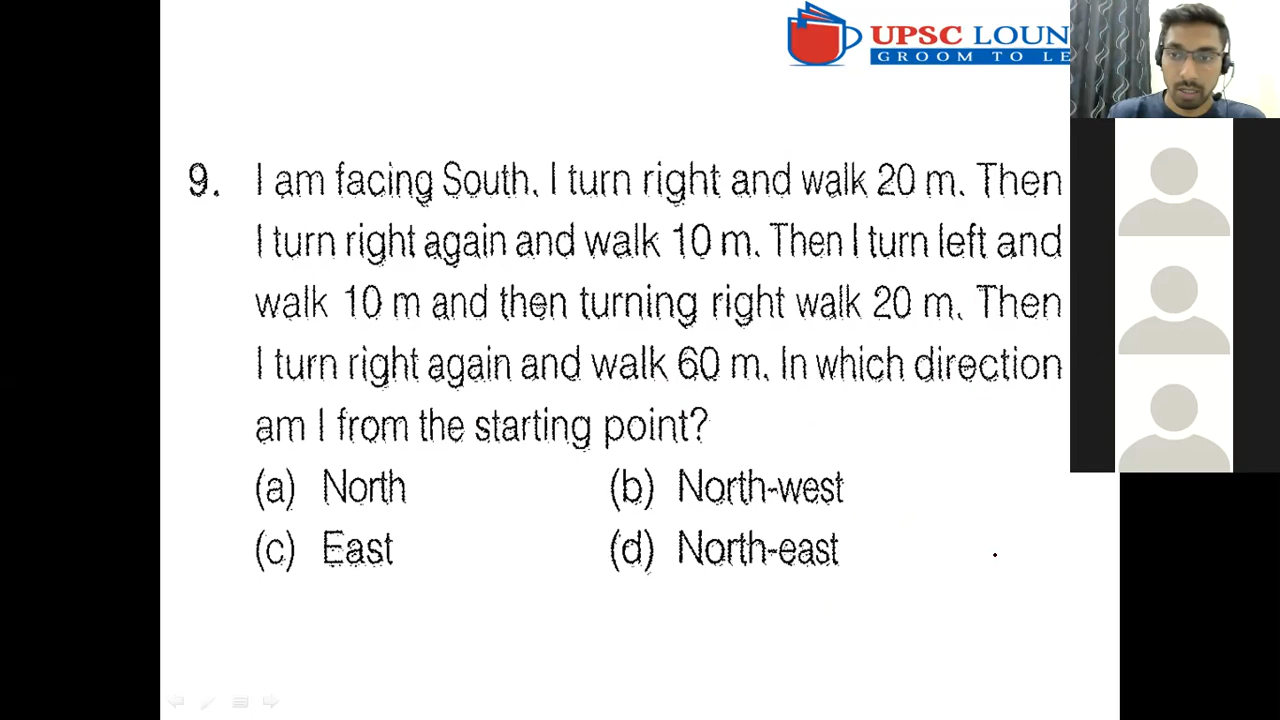 UPSC LOUN
GROOM TO LE
9. I am facing South. I turn right and walk 20 m. Then
I turn right again and walk 10 m. Then I turn left and
walk 10 m and then turning right walk 20 m. Then
I turn right again and walk 60 m. In which direction
am I from the starting point?
(a) North (b) North-west
(c) East (d) North-east